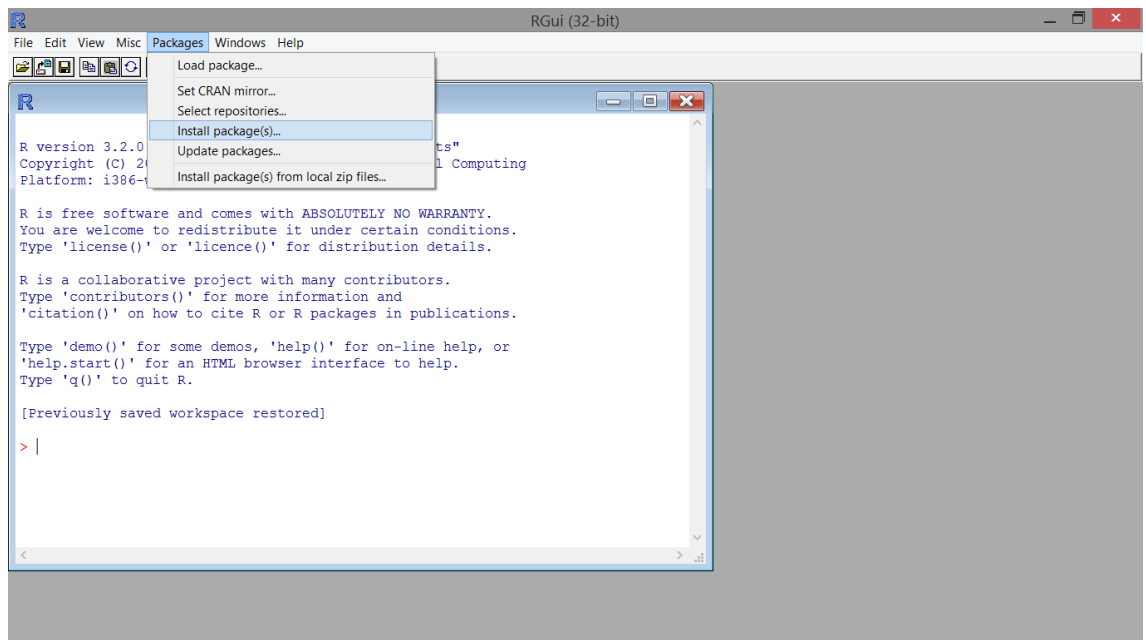 RGui (32-bit)
File Edit View Misc Packages Windows Help
Load package...
Set CRAN mirror...
Select repositories...
Install package(s)...
Update packages...
Install package(s) from local zip files...
R version 3.2.0 ts"
Copyright (C) 2 l Computing
Platform: i386-
R is free software and comes with ABSOLUTELY NO WARRANTY.
You are welcome to redistribute it under certain conditions.
Type 'license()' or 'licence()' for distribution details.
R is a collaborative project with many contributors.
Type 'contributors()' for more information and
'citation()' on how to cite R or R packages in publications.
Type 'demo()' for some demos, 'help()' for on-line help, or
'help.start()' for an HTML browser interface to help.
Type 'q()' to quit R.
[Previously saved workspace restored]
>